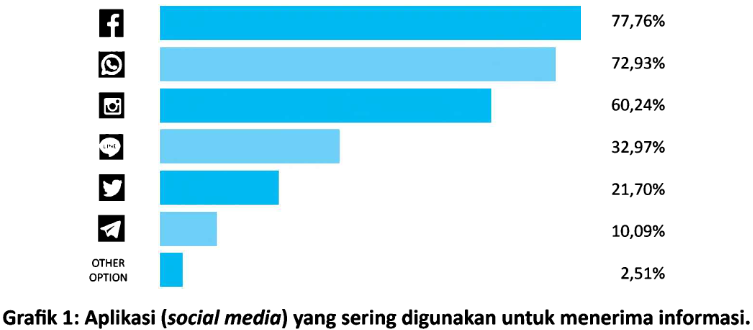 77,76%
72,93%
60,24%
LINE 32,97%
21,70%
10,09%
OTHER OPTION 2,51%
Grafik 1: Aplikasi (social media) yang sering digunakan untuk menerima informasi.